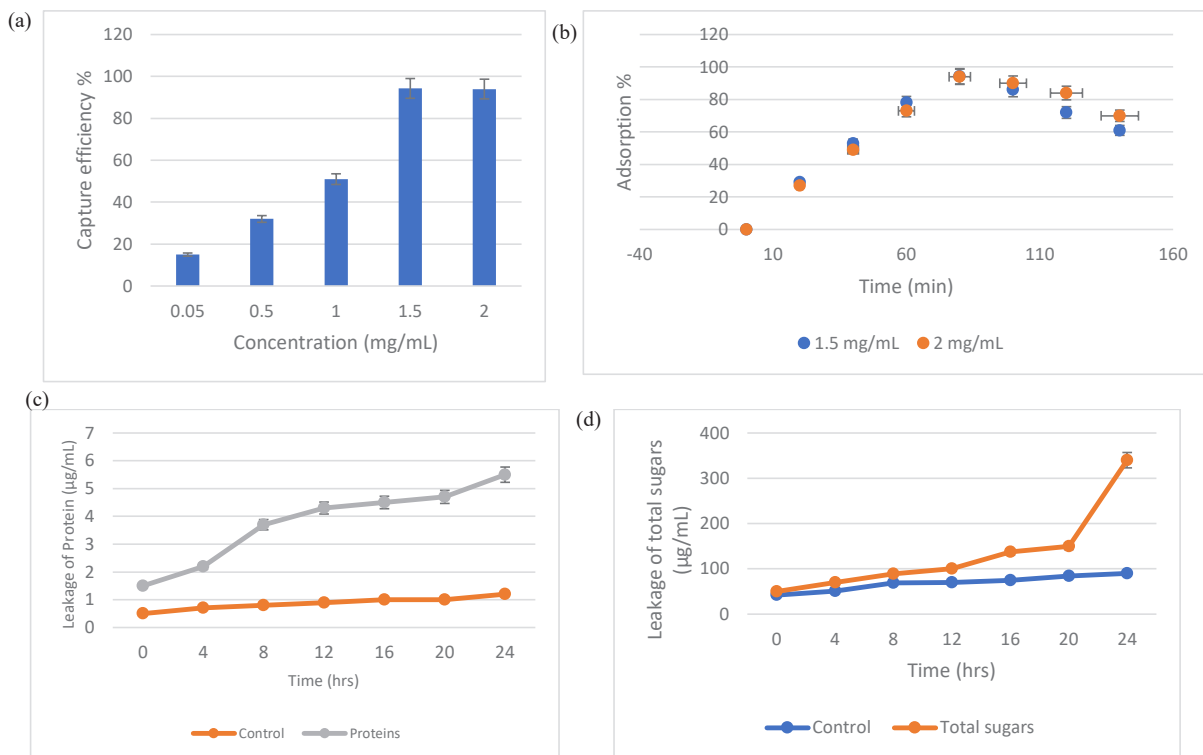 (a)
120
100
80
60
40
20
0
Capture efficiency %
0.05 0.5 1 1.5 2
Concentration (mg/mL)
(b)
120
100
80
60
40
20
0
Adsorption %
-40 10 60 110 160
Time (min)
1.5 mg/mL 2 mg/mL
(c)
7
6
5
4
3
2
1
0
Leakage of Protein (µg/mL)
0 4 8 12 16 20 24
Time (hrs)
Control Proteins
(d)
400
300
200
100
0
Leakage of total sugars
(µg/mL)
0 4 8 12 16 20 24
Time (hrs)
Control Total sugars